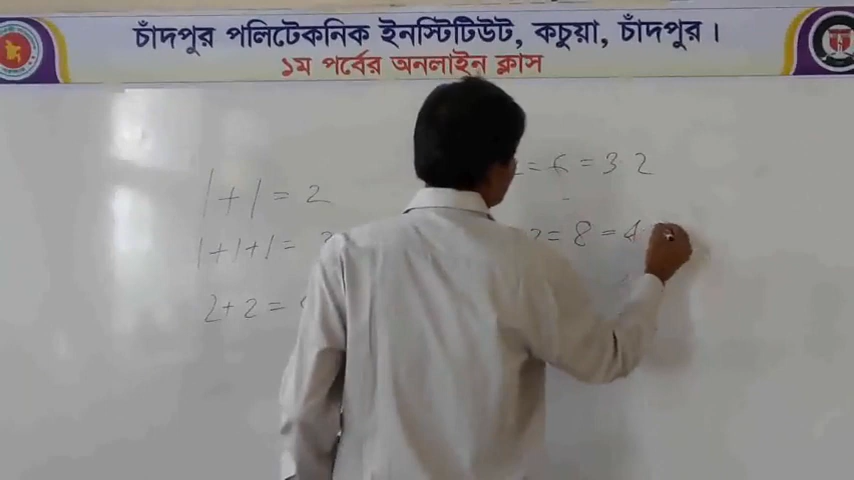 চাঁদপুর পলিটেকনিক ইনস্টিটিউট, কচুয়া, চাঁদপুর ।
১ম পর্বের অনলাইন ক্লাস
1+1 = 2
1+1+1 =
2+2 =
= 6 = 3 2
2 = 8 = 4